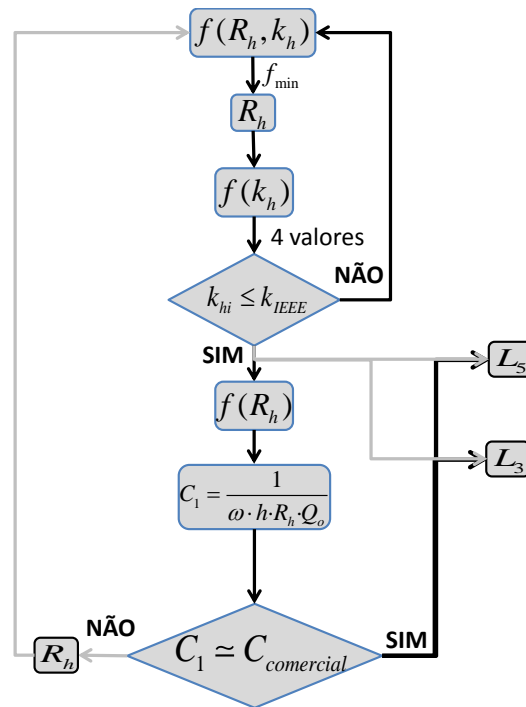 f(R_h, k_h)
f_min
R_h
f(k_h)
4 valores
NÃO
k_hi ≤ k_IEEE
SIM
L_5
f(R_h)
L_3
C_1 = 1 / (ω · h · R_h · Q_o)
NÃO
SIM
R_h
C_1 ≃ C_comercial